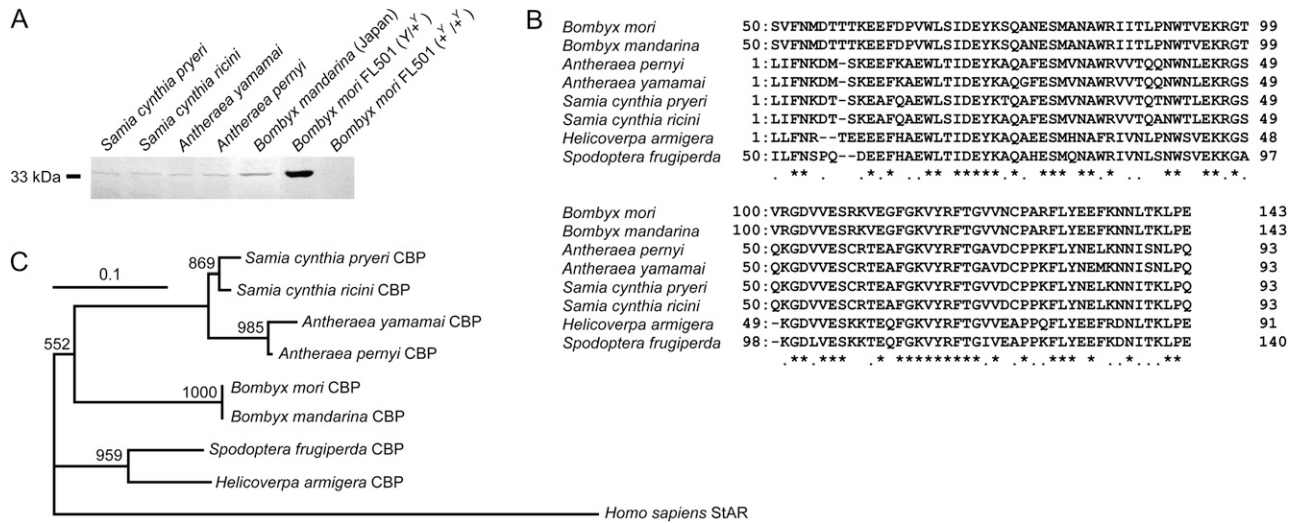 A
Samia cynthia pryeri
Samia cynthia ricini
Antheraea yamamai
Antheraea pernyi
Bombyx mandarina (Japan)
Bombyx mori FL501 (Y/+Y)
Bombyx mori FL501 (+Y/+Y)
33 kDa
B
Bombyx mori 50:SVFNMDTTTKEEFDPVWLSIDEYKSQANESMANAWRIITLPNWTVEKRGT 99
Bombyx mandarina 50:SVFNMDTTTKEEFDPVWLSIDEYKSQANESMANAWRIITLPNWTVEKRGT 99
Antheraea pernyi 1:LIFNKDM-SKEEFKAEWLSIDEYKAQAFESMVNAWRVVTQQNWNLEKRGS 49
Antheraea yamamai 1:LIFNKDM-SKEEFKAEWLSIDEYKAQGFESMVNAWRVVTQQNWNVEKRGS 49
Samia cynthia pryeri 1:LIFNKDT-SKEAFQAEWLSIDEYKTQAFESMVNAWRVVTQTNWTLEKRGS 49
Samia cynthia ricini 1:LIFNKDT-SKEAFQAEWLSIDEYKTQAFESMVNAWRVVTQANWTLEKRGS 49
Helicoverpa armigera 1:LLFNR--TEEEEFHAEWLTIDEYKAQAFESMHNAFRIVNLPNWSVEKKGS 48
Spodoptera frugiperda 50:ILFNSPQ--DEEFHAEWLTIDEYKAQAHESMQNAWRIVNLSNWSVEKKGA 97
Bombyx mori 100:VRGDVVESRKVEGFGKVYRFTGVVNCPARFLYEEFKNNLTKLPE 143
Bombyx mandarina 100:VRGDVVESRKVEGFGKVYRFTGVVNCPARFLYEEFKNNLTKLPE 143
Antheraea pernyi 50:QKGDVVESCRTEAFGKVYRFTGAVDCPPKFLYNELKNNISNLPQ 93
Antheraea yamamai 50:QKGDVVESCRTEAFGKVYRFTGAVDCPPKFLYNEMKNNISKLPQ 93
Samia cynthia pryeri 50:QKGDVVESCRTEAFGKVYRFTGVVDCPPKFLYNELKNNITKLPQ 93
Samia cynthia ricini 50:QKGDVVESCRTEAFGKVYRFTGVVDCPPKFLYNELKNNITKLPQ 93
Helicoverpa armigera 49:-KGDVVESKKTEQFGKVYRFTGVVEAPPQFLYEEFRDNLTKLPE 91
Spodoptera frugiperda 98:-KGDLVESKKTEQFGKVYRFTGIVEAPPKFLYEEFRDNITKLPE 140
C
0.1
869
Samia cynthia pryeri CBP
Samia cynthia ricini CBP
985
Antheraea yamamai CBP
Antheraea pernyi CBP
552
1000
Bombyx mori CBP
Bombyx mandarina CBP
959
Spodoptera frugiperda CBP
Helicoverpa armigera CBP
Homo sapiens StAR